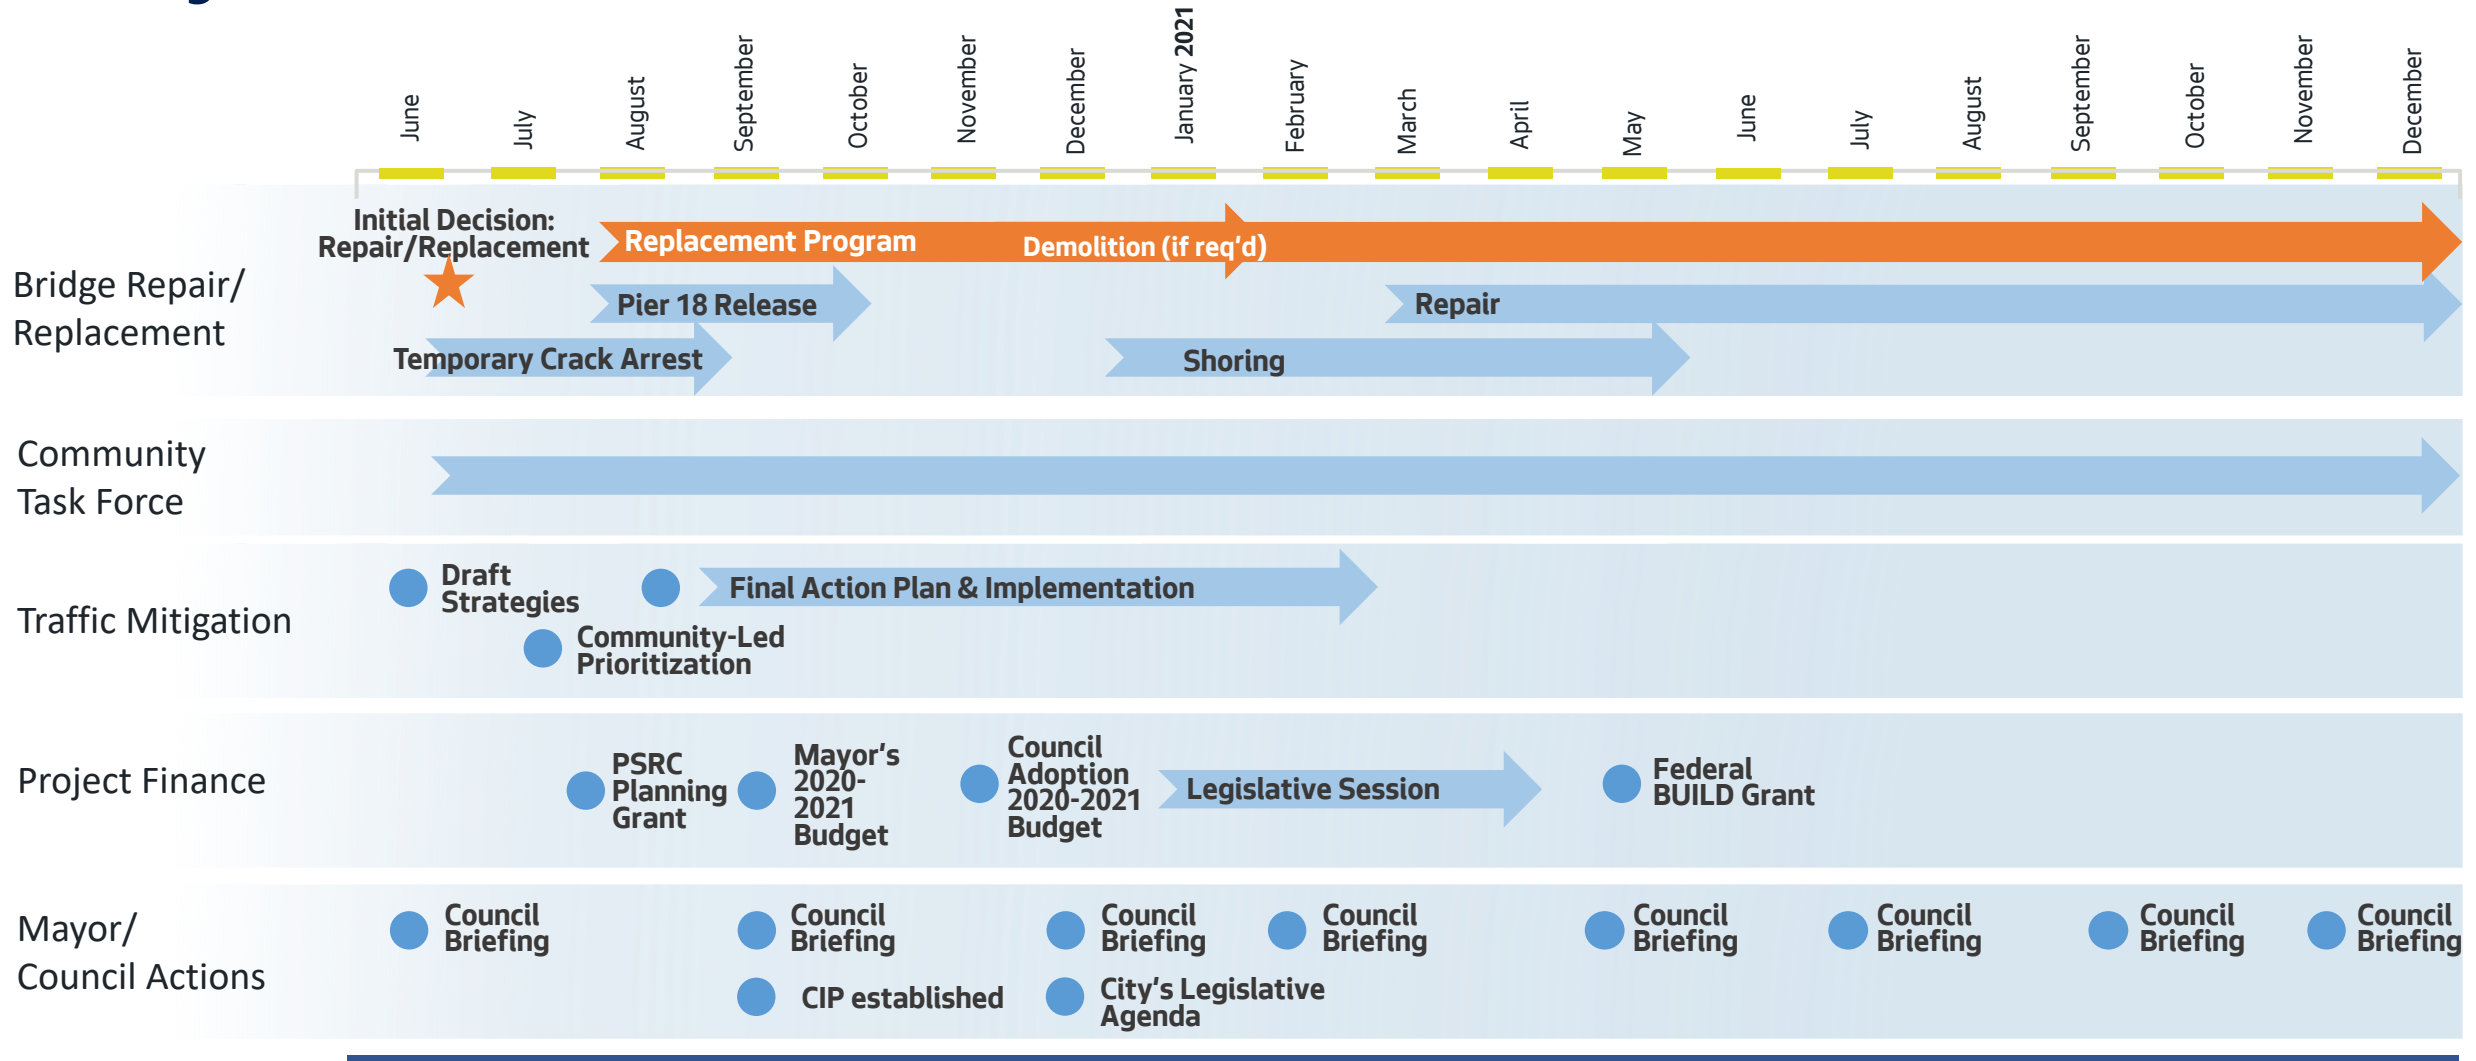 June
July
August
September
October
November
December
January 2021
February
March
April
May
June
July
August
September
October
November
December
Bridge Repair/
Replacement
Initial Decision:
Repair/Replacement
Replacement Program
Demolition (if req'd)
Pier 18 Release
Repair
Temporary Crack Arrest
Shoring
Community
Task Force
Traffic Mitigation
Draft
Strategies
Final Action Plan & Implementation
Community-Led
Prioritization
Project Finance
PSRC
Planning
Grant
Mayor's
2020-
2021
Budget
Council
Adoption
2020-2021
Budget
Legislative Session
Federal
BUILD Grant
Mayor/
Council Actions
Council
Briefing
Council
Briefing
Council
Briefing
Council
Briefing
Council
Briefing
Council
Briefing
Council
Briefing
Council
Briefing
CIP established
City's Legislative
Agenda